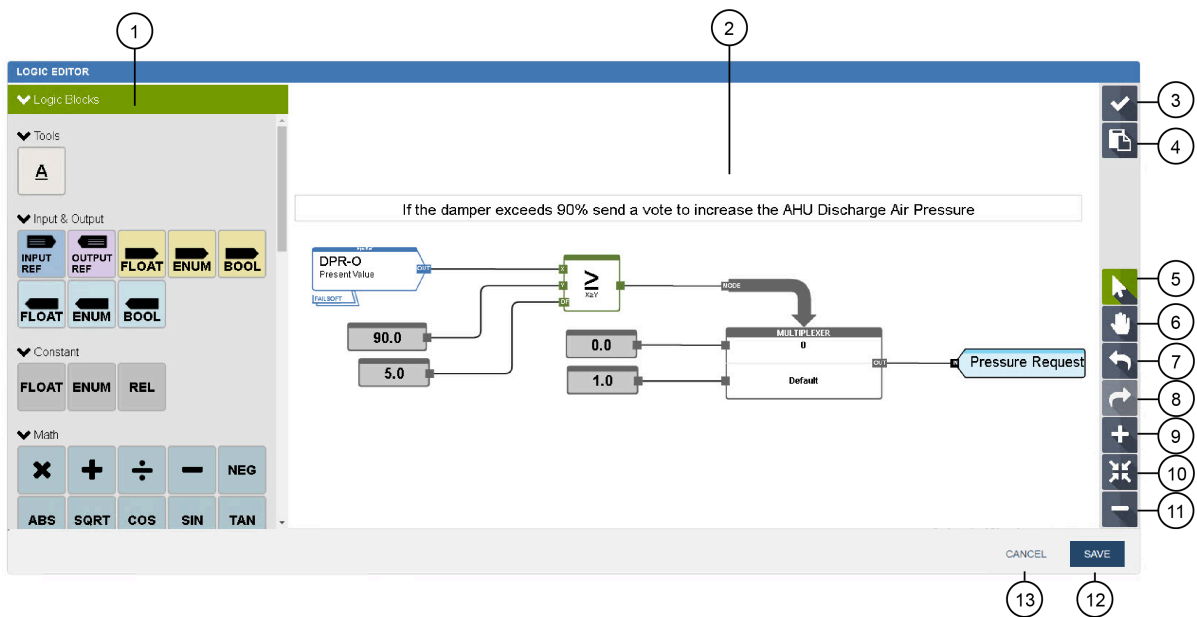 1
2
LOGIC EDITOR
Logic Blocks
3
Tools
4
A
If the damper exceeds 90% send a vote to increase the AHU Discharge Air Pressure
Input & Output
INPUT REF
OUTPUT REF
FLOAT
ENUM
BOOL
FLOAT
ENUM
BOOL
DPR-O
Present Value
OUT
FAILSOFT
X
Y
DF
≥
X≥Y
NODE
90.0
5.0
0.0
1.0
MULTIPLEXER
0
Default
OUT
Pressure Request
5
6
7
8
9
10
11
Constant
FLOAT
ENUM
REL
Math
×
+
÷
−
NEG
ABS
SQRT
COS
SIN
TAN
CANCEL
SAVE
13
12